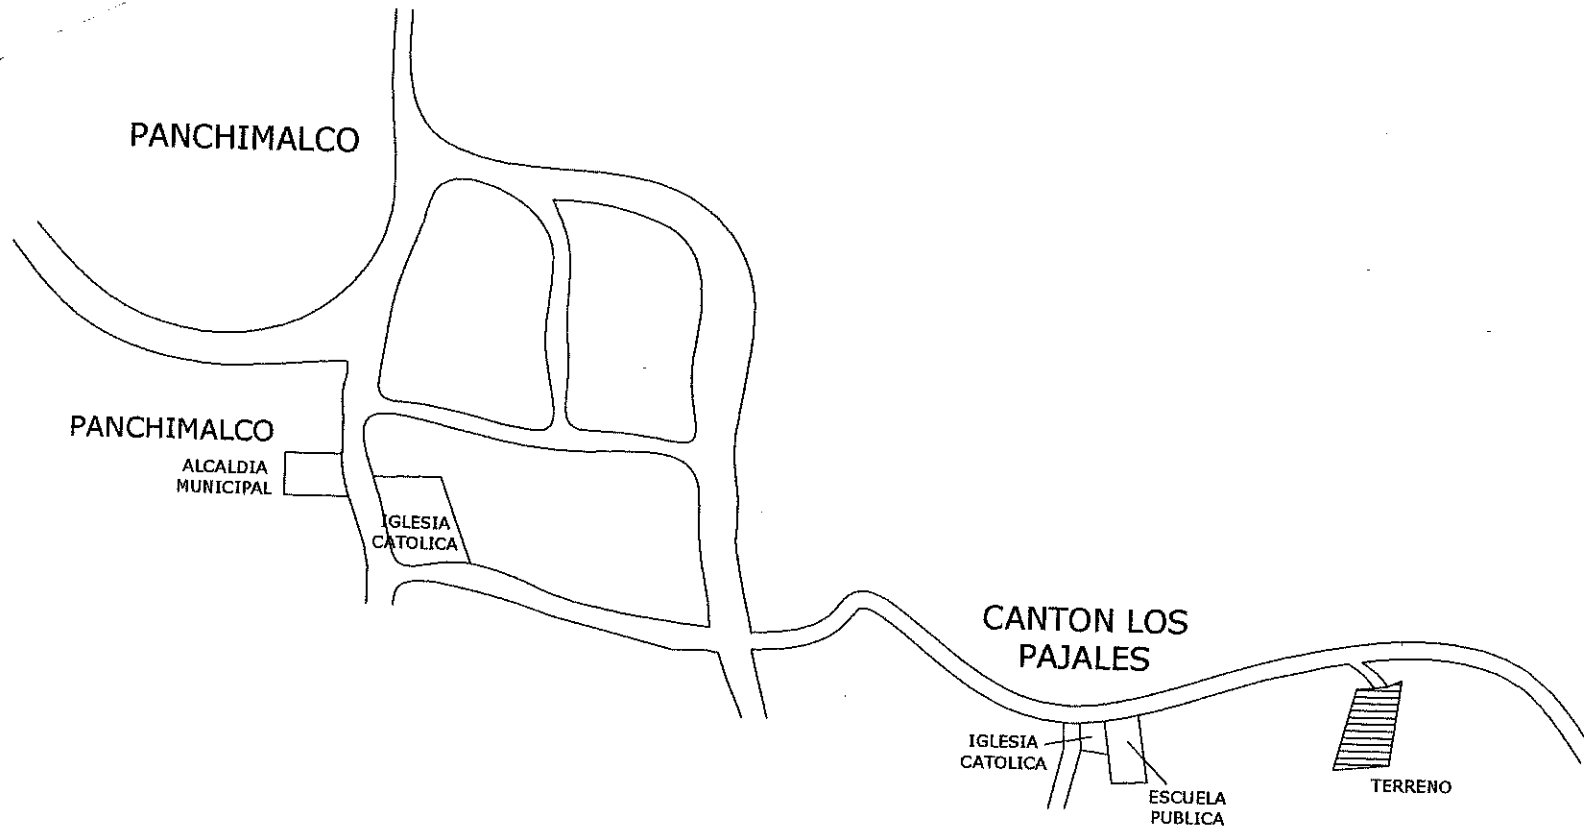 PANCHIMALCO
PANCHIMALCO
ALCALDIA
MUNICIPAL
IGLESIA
CATOLICA
CANTON LOS
PAJALES
IGLESIA
CATOLICA
ESCUELA
PUBLICA
TERRENO